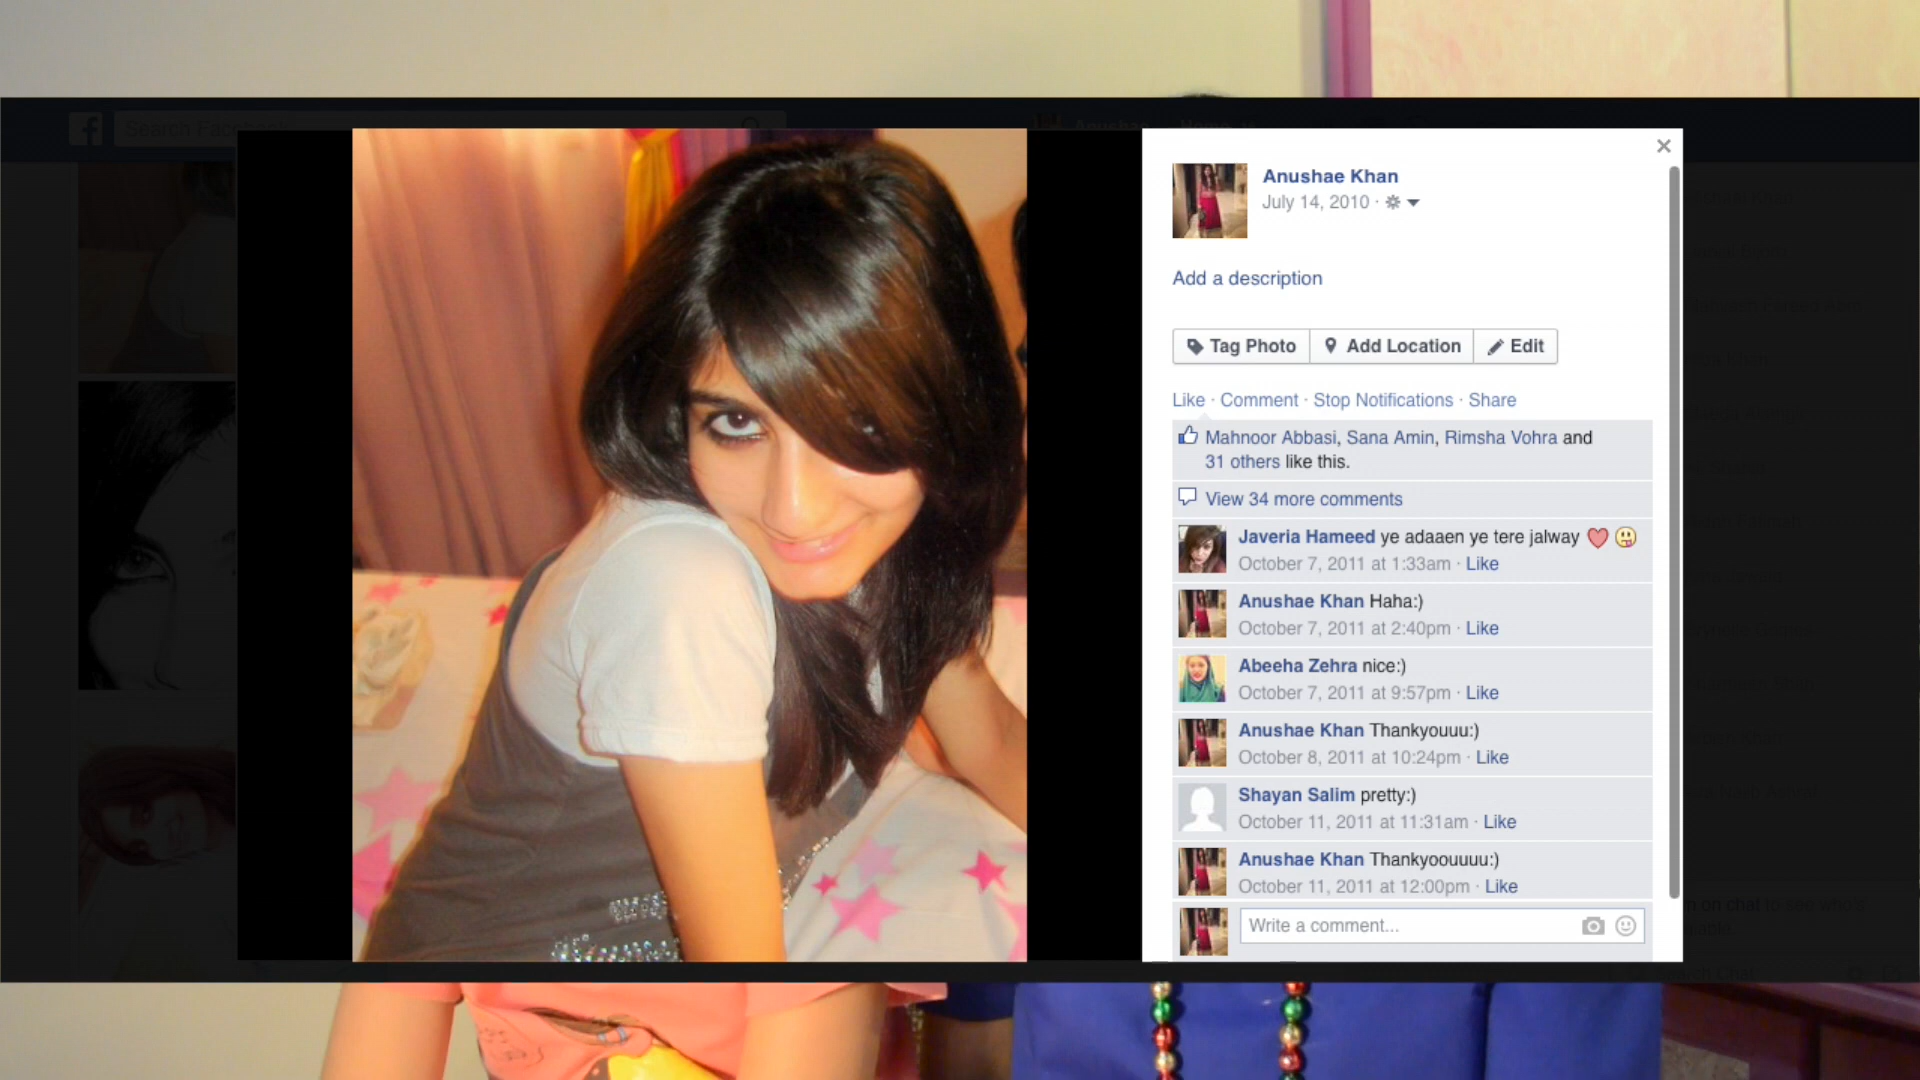 Search Facebook
Anushae Home
×
Anushae Khan
July 14, 2010 ·
Add a description
Tag Photo Add Location Edit
Like · Comment · Stop Notifications · Share
Mahnoor Abbasi, Sana Amin, Rimsha Vohra and
31 others like this.
View 34 more comments
Javeria Hameed ye adaaen ye tere jalway
October 7, 2011 at 1:33am · Like
Anushae Khan Haha:)
October 7, 2011 at 2:40pm · Like
Abeeha Zehra nice:)
October 7, 2011 at 9:57pm · Like
Anushae Khan Thankyouuu:)
October 8, 2011 at 10:24pm · Like
Shayan Salim pretty:)
October 11, 2011 at 11:31am · Like
Anushae Khan Thankyoouuuu:)
October 11, 2011 at 12:00pm · Like
Write a comment...